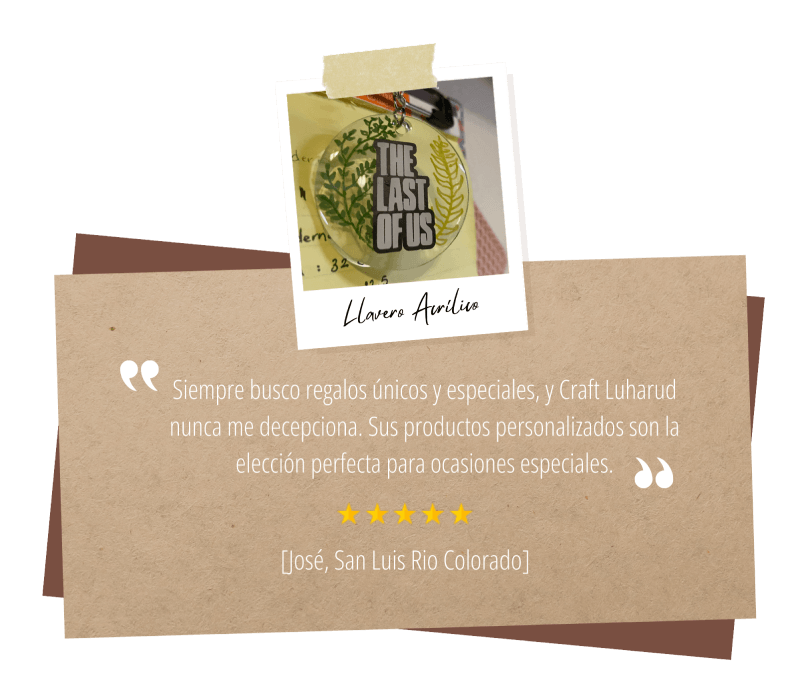 THE
LAST
OF US
: 32
Llavero Acrílico
“
Siempre busco regalos únicos y especiales, y Craft Luharud
nunca me decepciona. Sus productos personalizados son la
elección perfecta para ocasiones especiales.
”
[José, San Luis Rio Colorado]